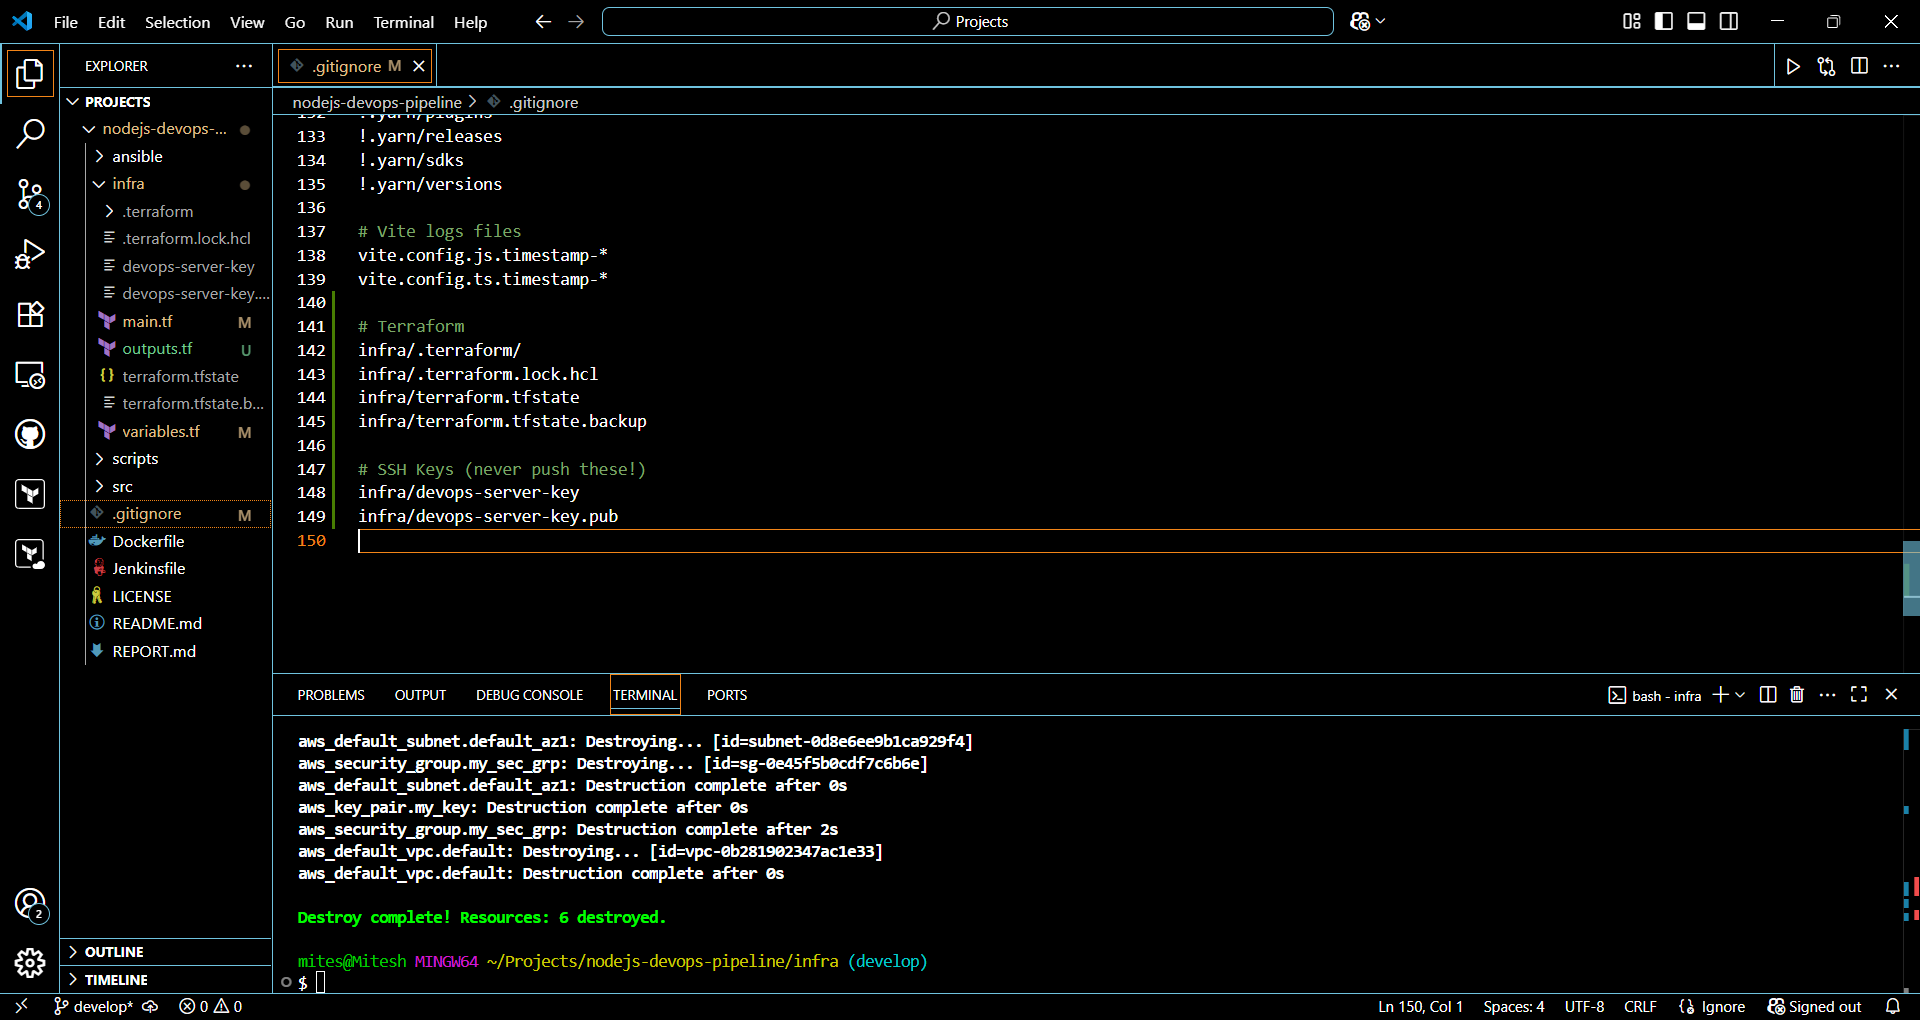 File Edit Selection View Go Run Terminal Help
Projects
EXPLORER
PROJECTS
nodejs-devops-...
ansible
infra
.terraform
.terraform.lock.hcl
devops-server-key
devops-server-key....
main.tf M
outputs.tf U
terraform.tfstate
terraform.tfstate.b...
variables.tf M
scripts
src
.gitignore M
Dockerfile
Jenkinsfile
LICENSE
README.md
REPORT.md
OUTLINE
TIMELINE
4
2
.gitignore M
nodejs-devops-pipeline > .gitignore
132 !.yarn/plugins
133 !.yarn/releases
134 !.yarn/sdks
135 !.yarn/versions
136
137 # Vite logs files
138 vite.config.js.timestamp-*
139 vite.config.ts.timestamp-*
140
141 # Terraform
142 infra/.terraform/
143 infra/.terraform.lock.hcl
144 infra/terraform.tfstate
145 infra/terraform.tfstate.backup
146
147 # SSH Keys (never push these!)
148 infra/devops-server-key
149 infra/devops-server-key.pub
150
PROBLEMS OUTPUT DEBUG CONSOLE TERMINAL PORTS
bash - infra
aws_default_subnet.default_az1: Destroying... [id=subnet-0d8e6ee9b1ca929f4]
aws_security_group.my_sec_grp: Destroying... [id=sg-0e45f5b0cdf7c6b6e]
aws_default_subnet.default_az1: Destruction complete after 0s
aws_key_pair.my_key: Destruction complete after 0s
aws_security_group.my_sec_grp: Destruction complete after 2s
aws_default_vpc.default: Destroying... [id=vpc-0b281902347ac1e33]
aws_default_vpc.default: Destruction complete after 0s
Destroy complete! Resources: 6 destroyed.
mites@Mitesh MINGW64 ~/Projects/nodejs-devops-pipeline/infra (develop)
$
develop* 0 0
Ln 150, Col 1 Spaces: 4 UTF-8 CRLF Ignore Signed out